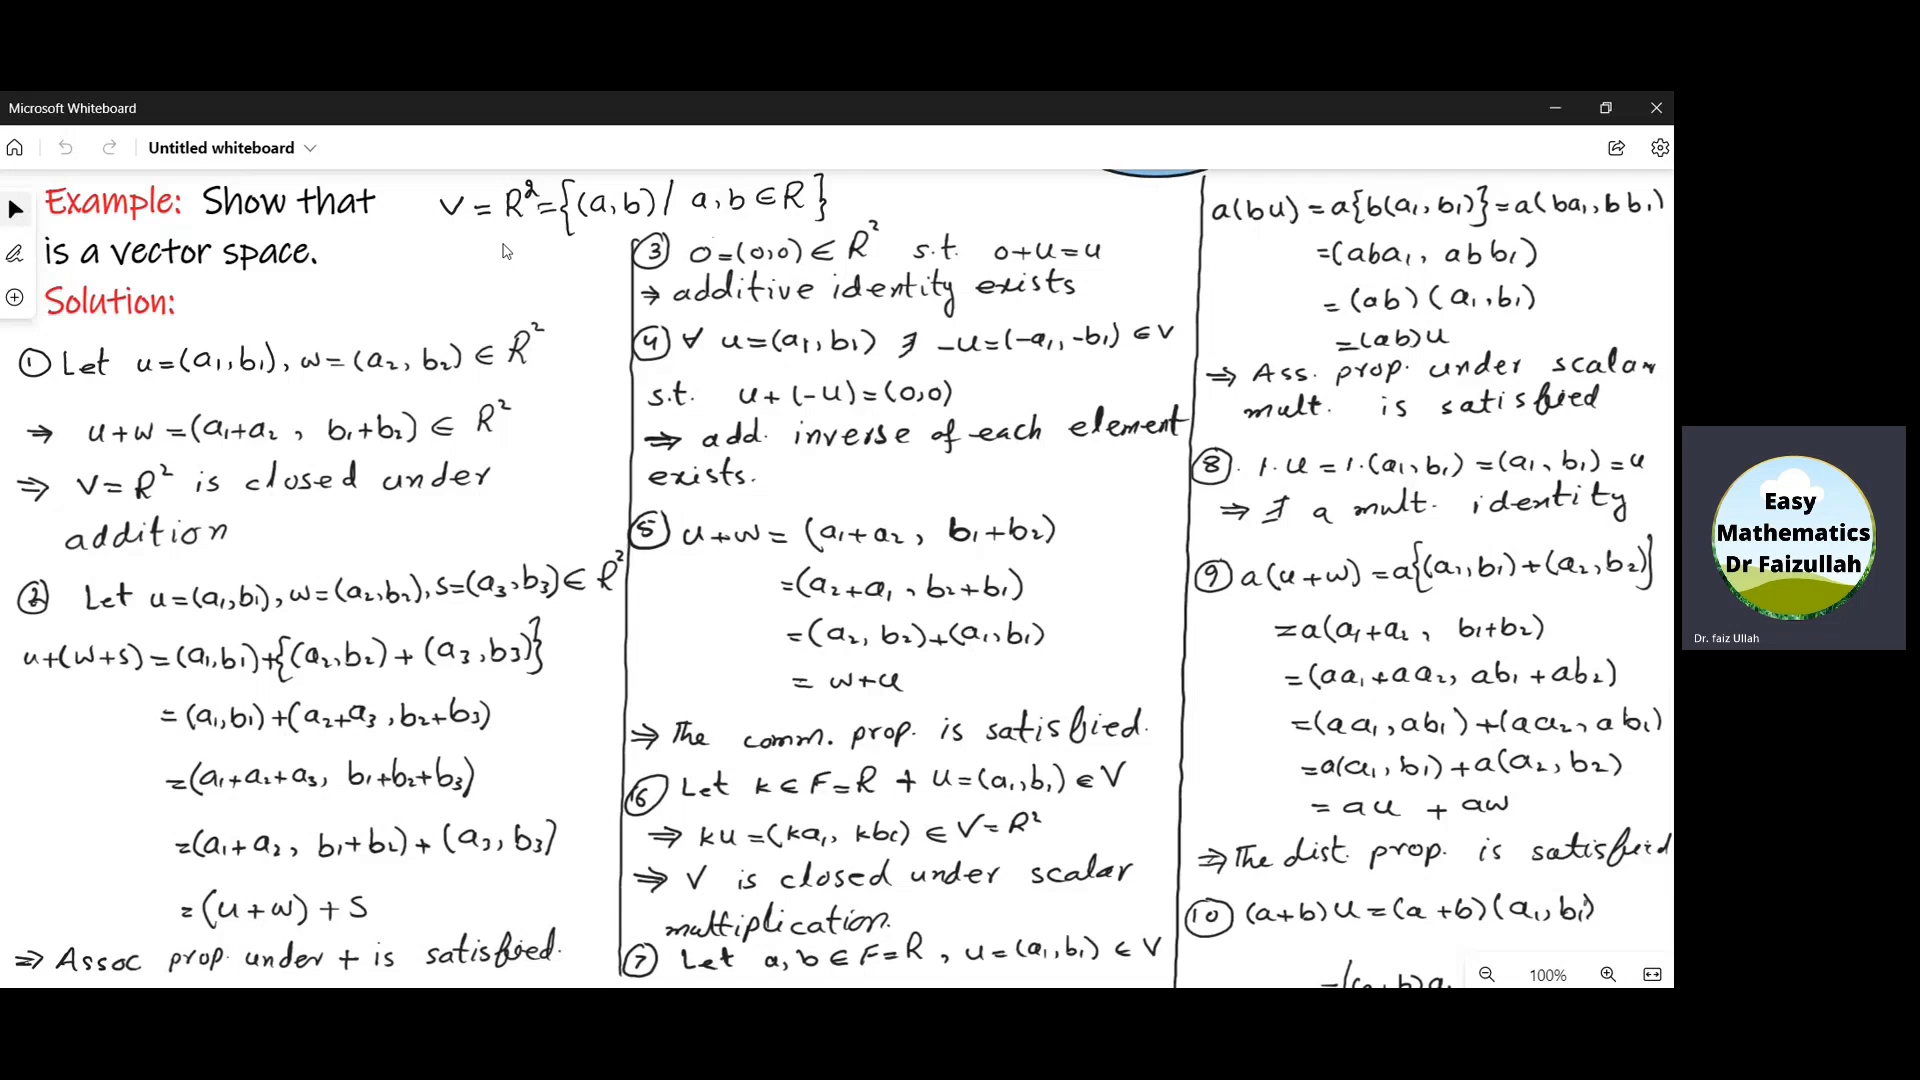 Microsoft Whiteboard
Untitled whiteboard
Example: Show that V = R² = {(a,b) / a,b ∈ R}
is a vector space.
Solution:
① Let u=(a₁,b₁), w=(a₂,b₂) ∈ R²
⇒ u+w =(a₁+a₂, b₁+b₂) ∈ R²
⇒ V=R² is closed under
addition
② Let u=(a₁,b₁), w=(a₂,b₂), s=(a₃,b₃) ∈ R²
u+(w+s) = (a₁,b₁)+{(a₂,b₂)+(a₃,b₃)}
=(a₁,b₁)+(a₂+a₃, b₂+b₃)
=(a₁+a₂+a₃, b₁+b₂+b₃)
=(a₁+a₂, b₁+b₂)+(a₃, b₃)
=(u+w)+s
⇒ Assoc prop. under + is satisfied.
③ 0=(0,0) ∈ R² s.t. 0+u=u
⇒ additive identity exists
④ ∀ u=(a₁,b₁) ∃ -u=(-a₁,-b₁) ∈ V
s.t. u+(-u)=(0,0)
⇒ add. inverse of each element
exists.
⑤ u+w = (a₁+a₂, b₁+b₂)
=(a₂+a₁, b₂+b₁)
=(a₂, b₂)+(a₁,b₁)
= w+u
⇒ The comm. prop. is satisfied.
⑥ Let k ∈ F=R + u=(a₁,b₁) ∈ V
⇒ ku=(ka₁, kb₁) ∈ V=R²
⇒ V is closed under scalar
multiplication.
⑦ Let a,b ∈ F=R, u=(a₁,b₁) ∈ V
a(bu) = a{b(a₁,b₁)}=a(ba₁,bb₁)
=(aba₁, abb₁)
= (ab)(a₁,b₁)
=(ab)u
⇒ Ass. prop. under scalar
mult. is satisfied
⑧. 1.u = 1.(a₁,b₁) =(a₁,b₁) =u
⇒ ∃ a mult. identity
⑨ a(u+w) =a{(a₁,b₁)+(a₂,b₂)}
=a(a₁+a₂, b₁+b₂)
=(aa₁+aa₂, ab₁+ab₂)
=(aa₁,ab₁)+(aa₂,ab₁)
=a(a₁,b₁)+a(a₂,b₂)
= au + aw
⇒ The dist. prop. is satisfied
⑩ (a+b)u=(a+b)(a₁,b₁)
100%
Easy
Mathematics
Dr Faizullah
Dr. faiz Ullah